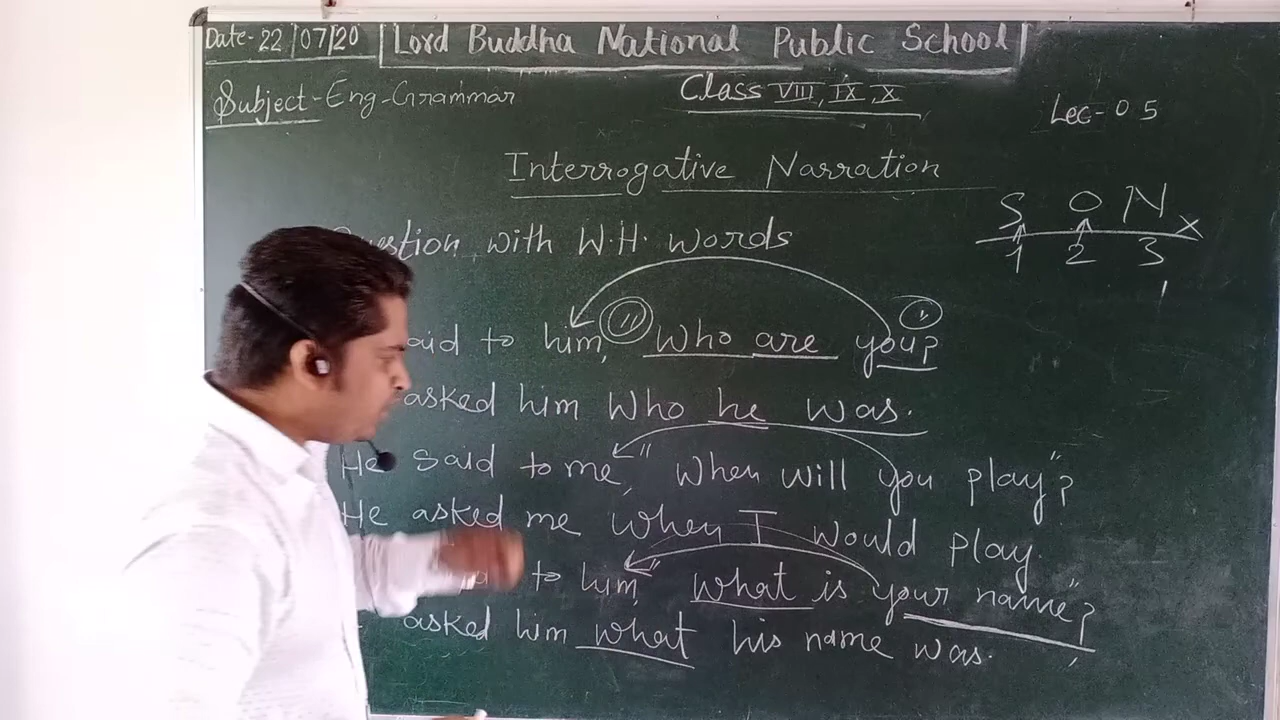 Date- 22/07/20 Lord Buddha National Public School
Subject-Eng-Grammar Class VIII, IX, X
Lec-05
Interrogative Narration
S O N
1 2 3 x
Question with W.H. words
said to him, "Who are you?"
asked him who he was.
He said to me, "When will you play"?
He asked me when I would play.
to him, "What is your name"?
asked him what his name was.